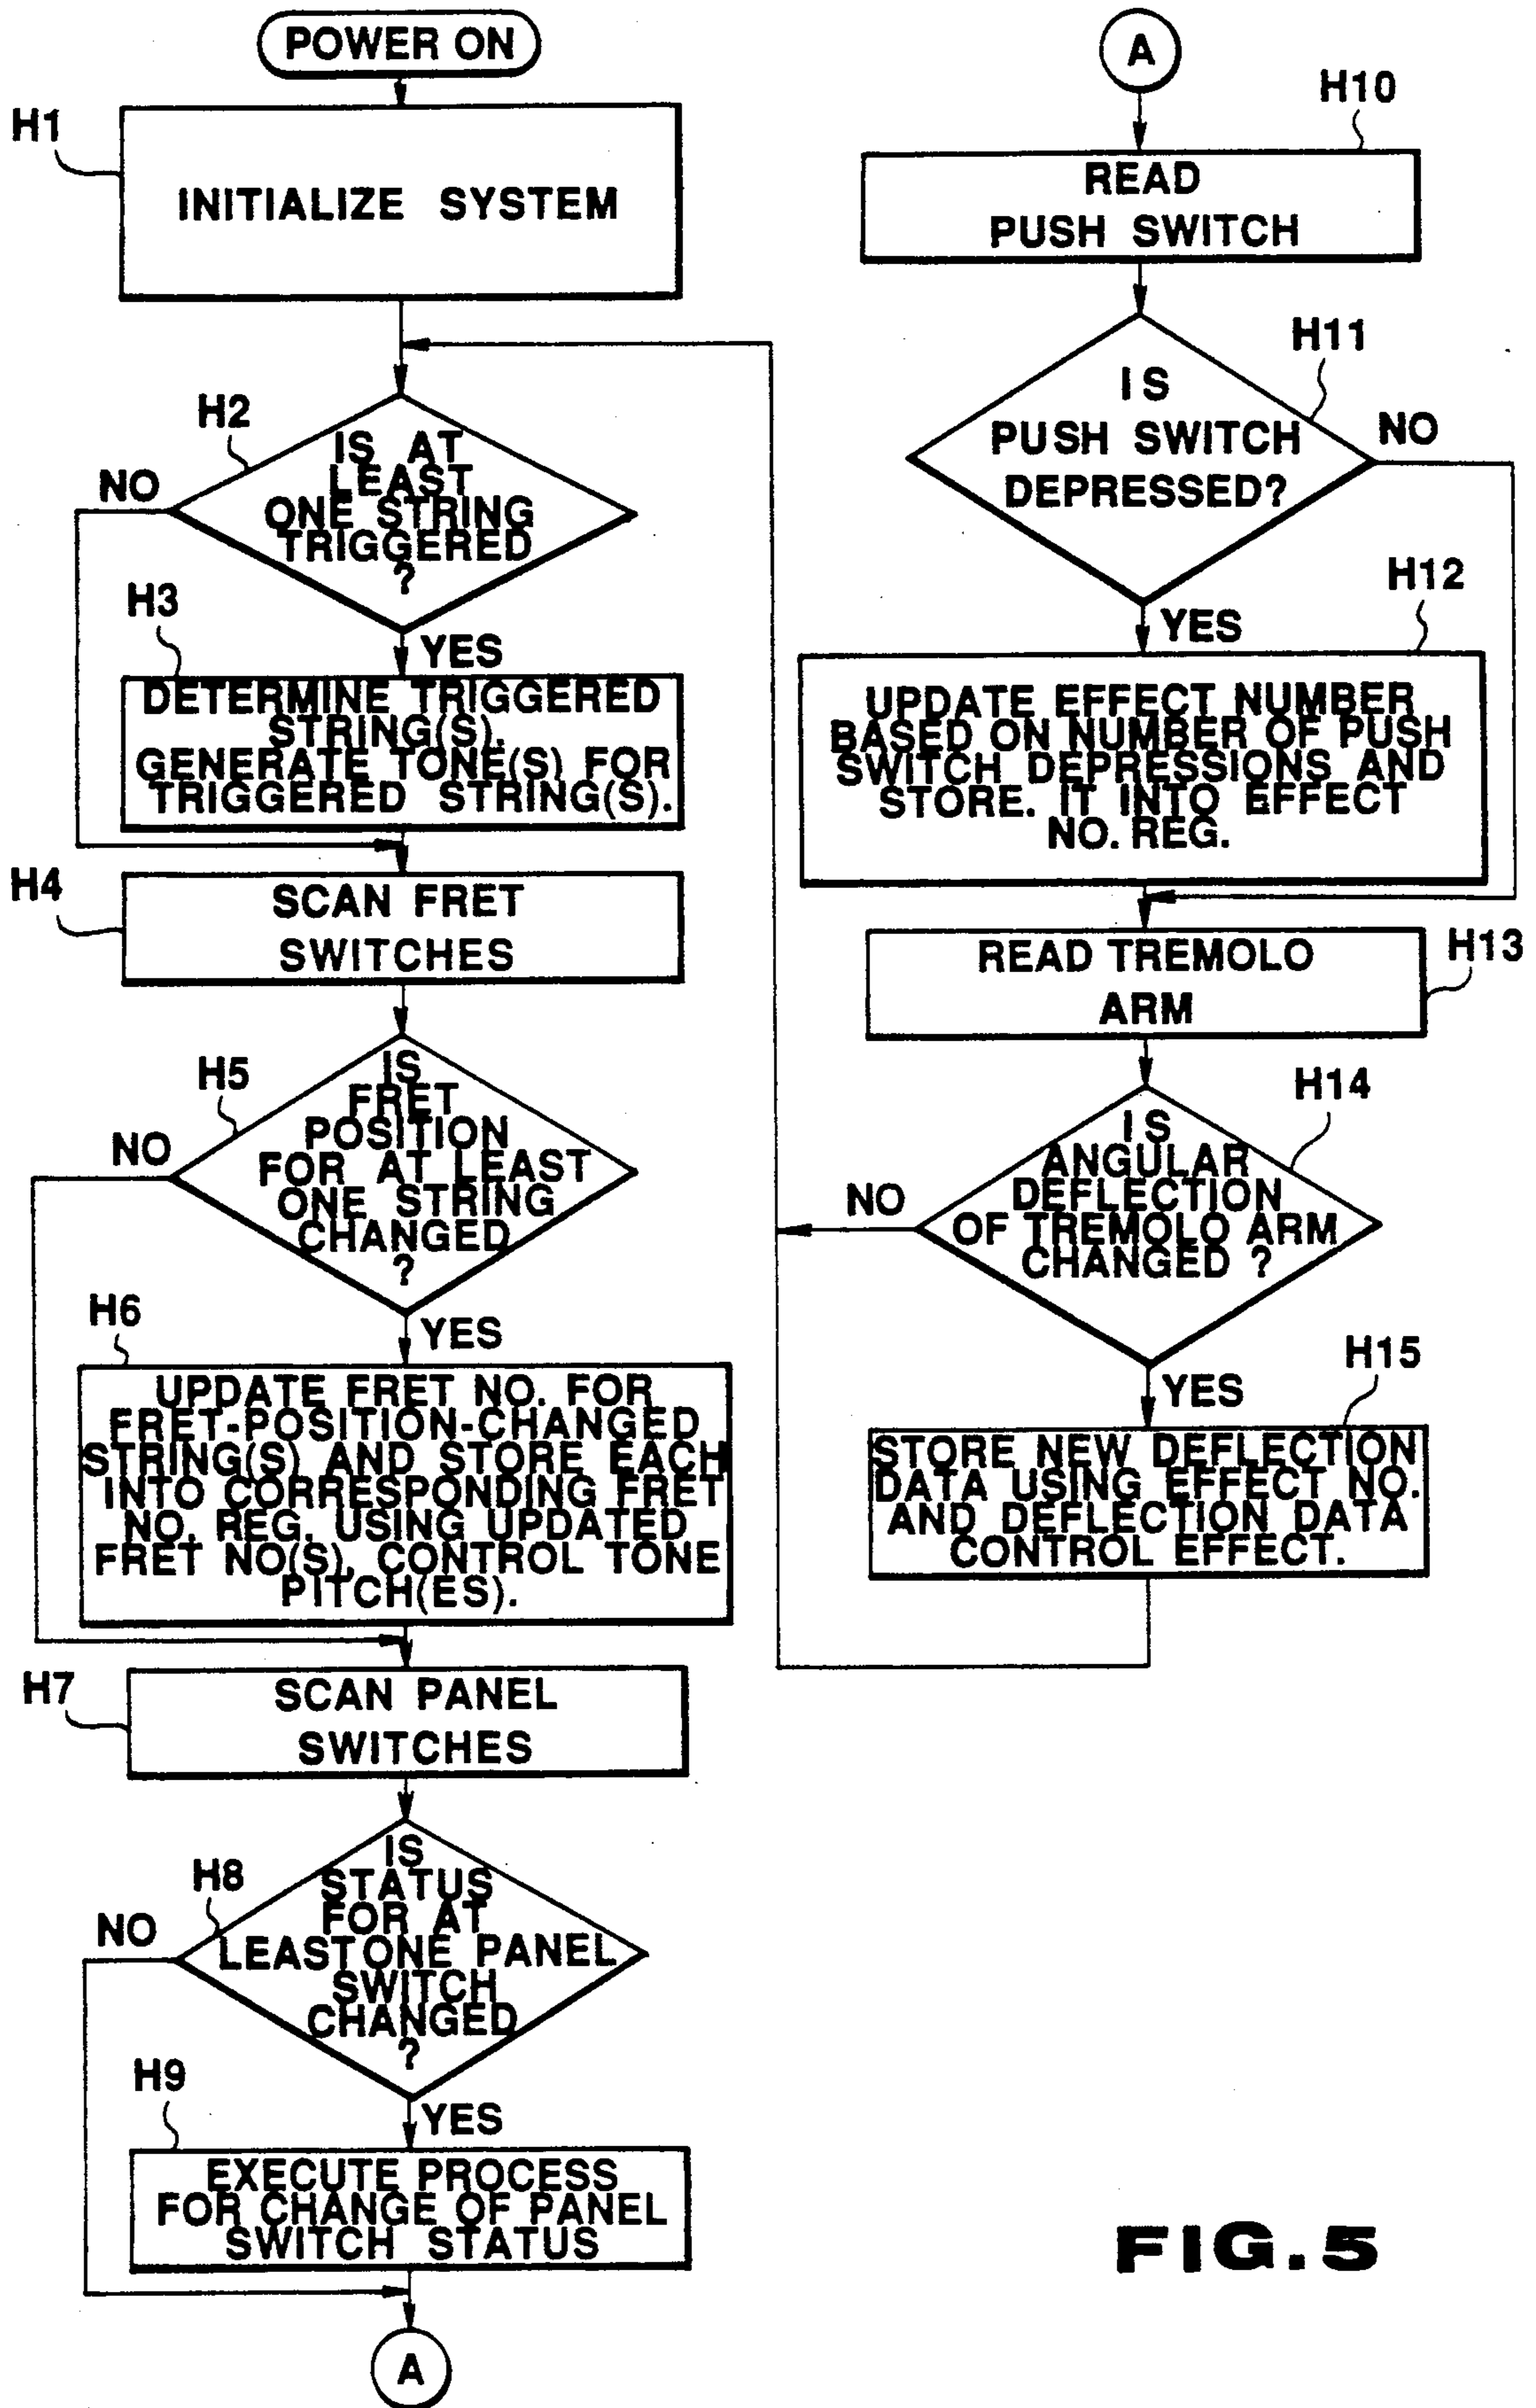 POWER ON
H1
INITIALIZE SYSTEM
H2
IS AT
LEAST
ONE STRING
TRIGGERED
?
NO
YES
H3
DETERMINE TRIGGERED
STRING(S).
GENERATE TONE(S) FOR
TRIGGERED STRING(S).
H4
SCAN FRET
SWITCHES
H5
IS
FRET
POSITION
FOR AT LEAST
ONE STRING
CHANGED
?
NO
YES
H6
UPDATE FRET NO. FOR
FRET-POSITION-CHANGED
STRING(S) AND STORE EACH
INTO CORRESPONDING FRET
NO. REG. USING UPDATED
FRET NO(S), CONTROL TONE
PITCH(ES).
H7
SCAN PANEL
SWITCHES
H8
IS
STATUS
FOR AT
LEAST ONE PANEL
SWITCH
CHANGED
?
NO
YES
H9
EXECUTE PROCESS
FOR CHANGE OF PANEL
SWITCH STATUS
A
A
H10
READ
PUSH SWITCH
H11
IS
PUSH SWITCH
DEPRESSED?
NO
YES
H12
UPDATE EFFECT NUMBER
BASED ON NUMBER OF PUSH
SWITCH DEPRESSIONS AND
STORE. IT INTO EFFECT
NO. REG.
H13
READ TREMOLO
ARM
H14
IS
ANGULAR
DEFLECTION
OF TREMOLO ARM
CHANGED ?
NO
YES
H15
STORE NEW DEFLECTION
DATA USING EFFECT NO.
AND DEFLECTION DATA
CONTROL EFFECT.
FIG.5